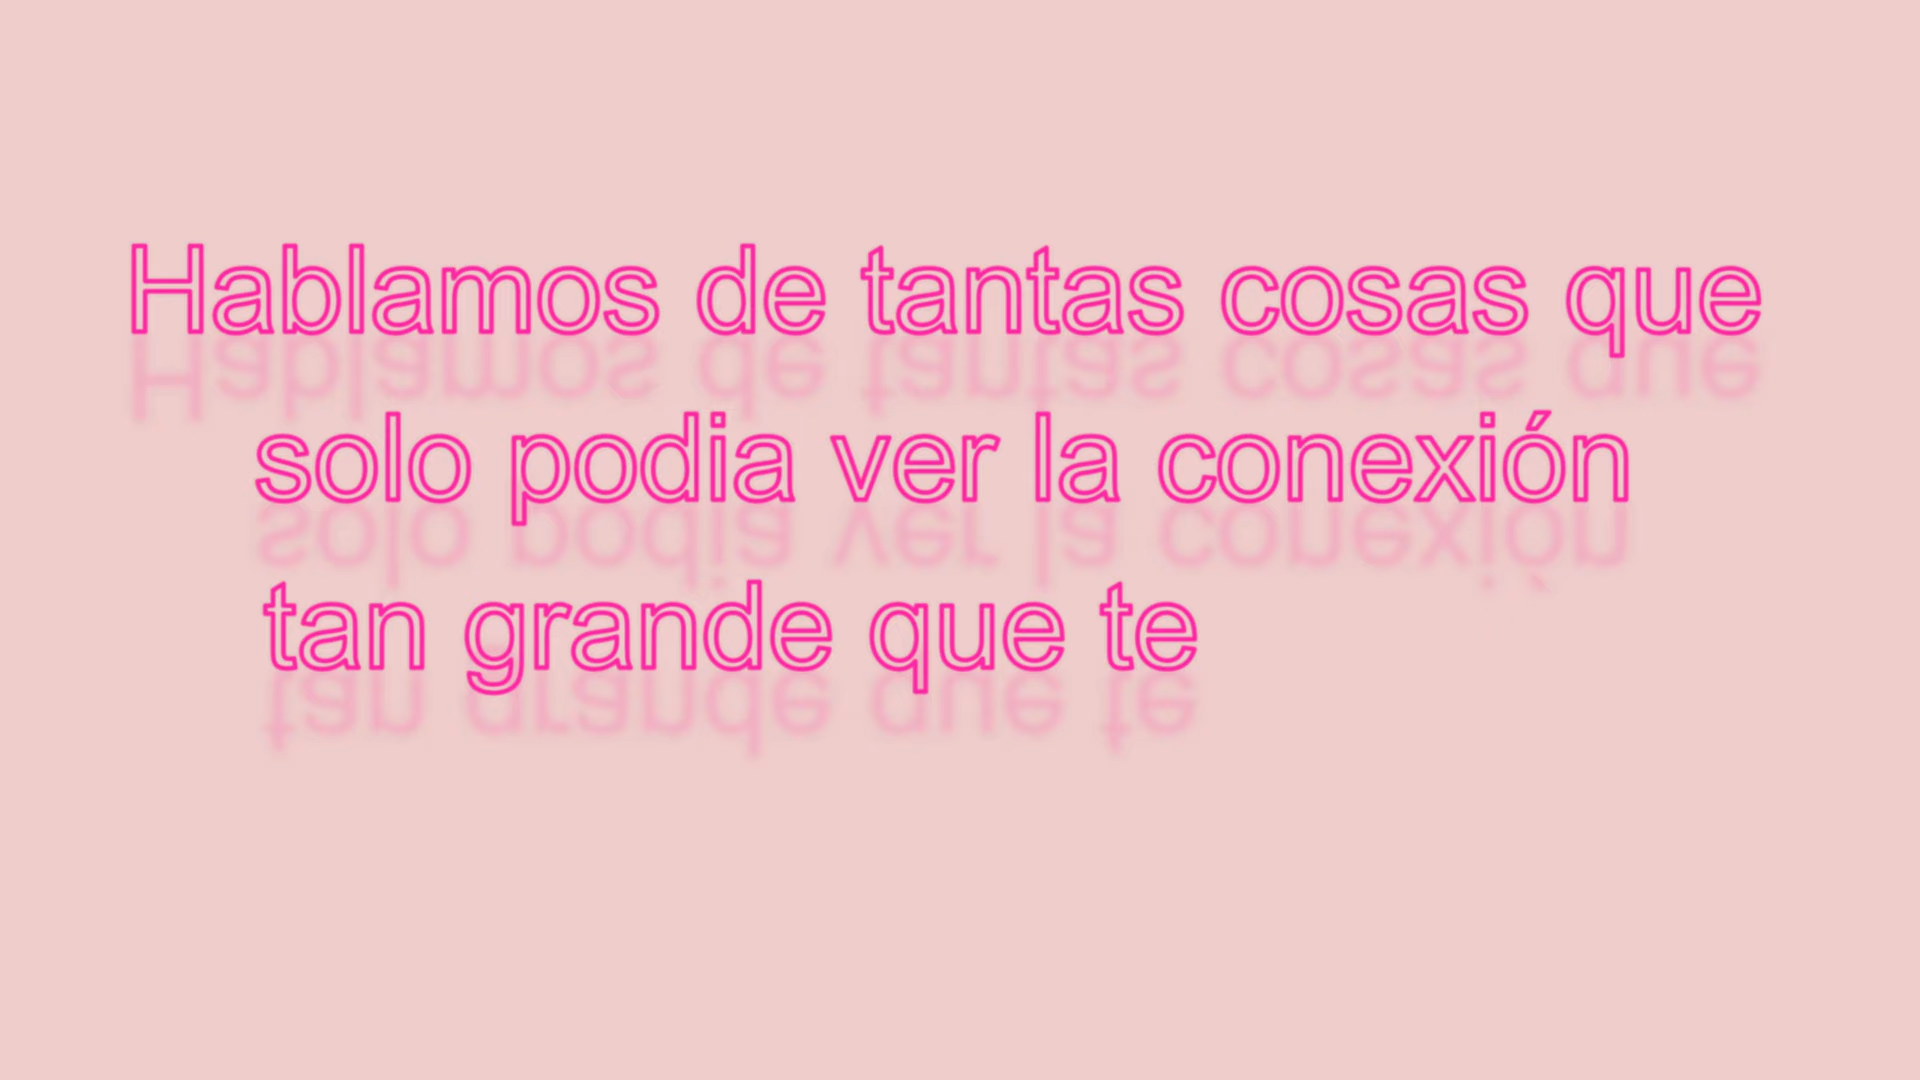 Hablamos de tantas cosas que
solo podia ver la conexión
tan grande que te